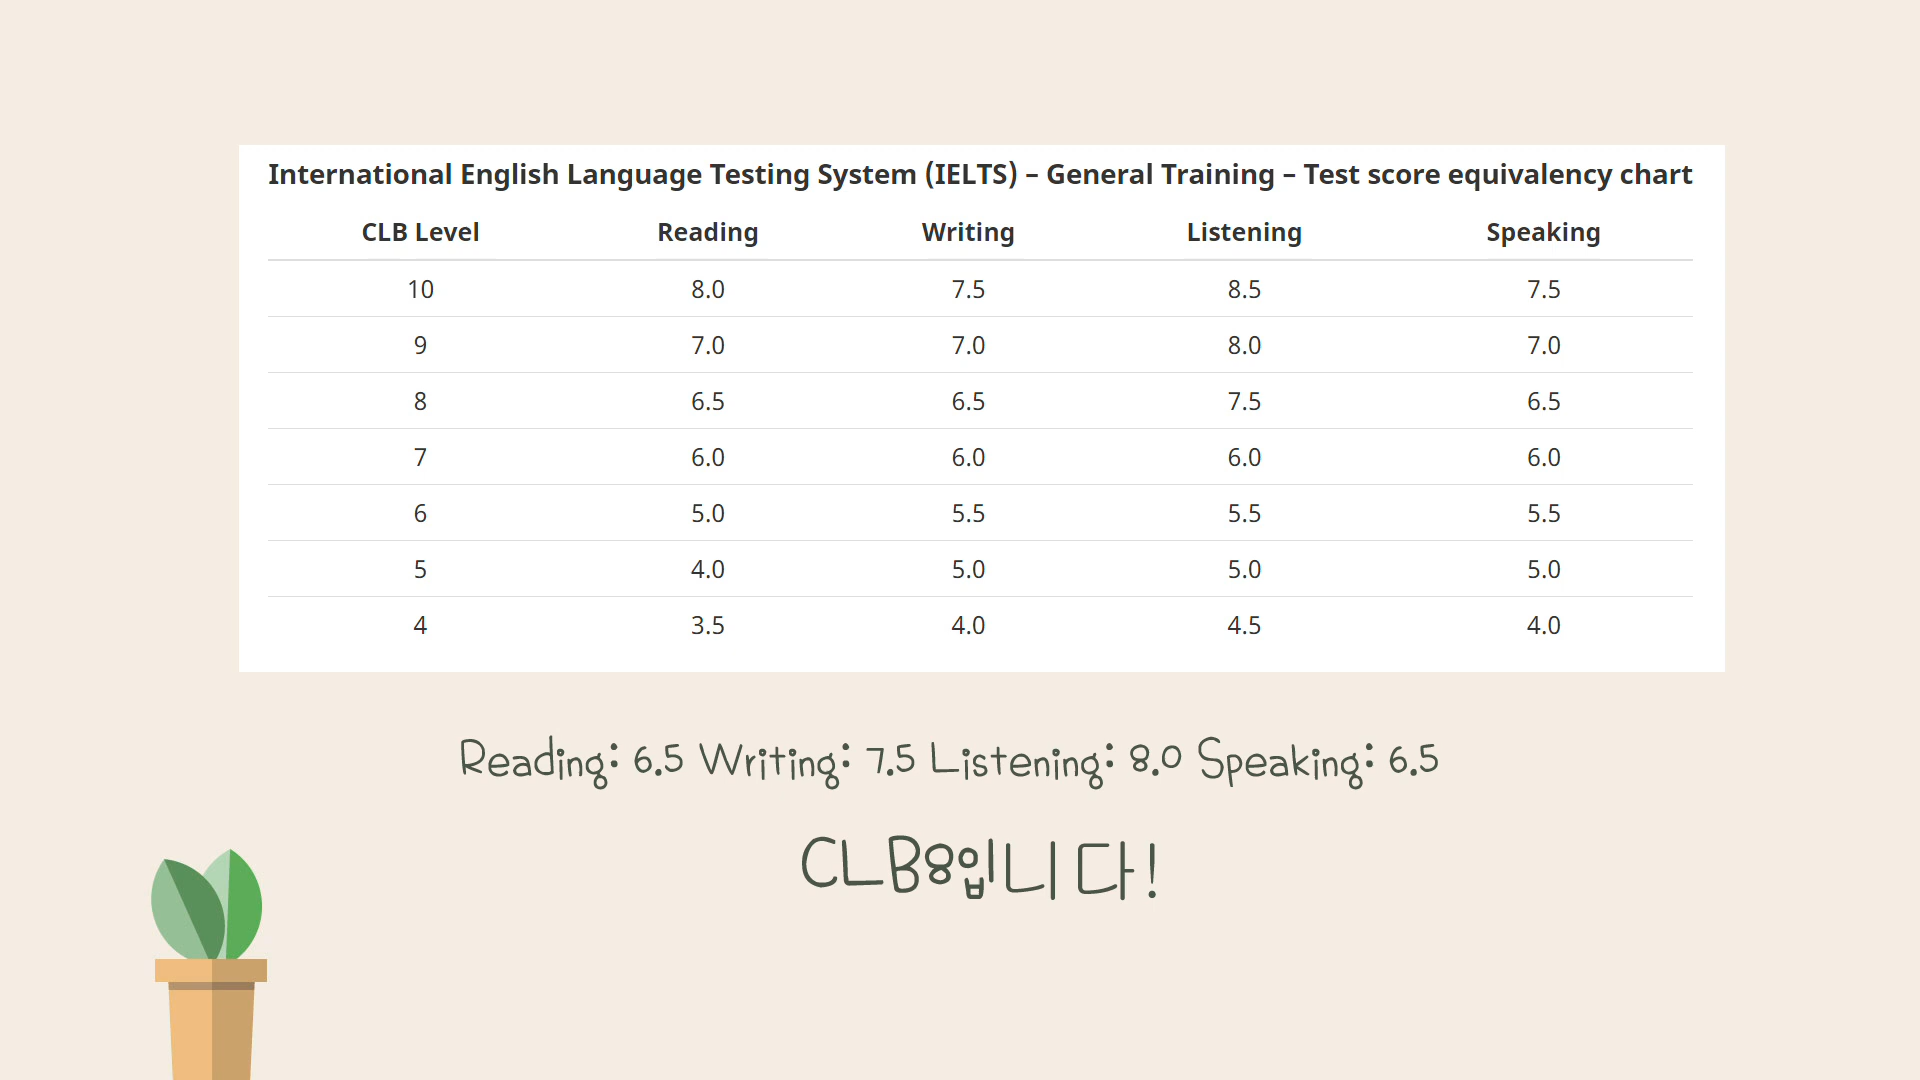 International English Language Testing System (IELTS) – General Training – Test score equivalency chart
CLB Level Reading Writing Listening Speaking
10 8.0 7.5 8.5 7.5
9 7.0 7.0 8.0 7.0
8 6.5 6.5 7.5 6.5
7 6.0 6.0 6.0 6.0
6 5.0 5.5 5.5 5.5
5 4.0 5.0 5.0 5.0
4 3.5 4.0 4.5 4.0
Reading: 6.5 Writing: 7.5 Listening: 8.0 Speaking: 6.5
CLB8입니다!